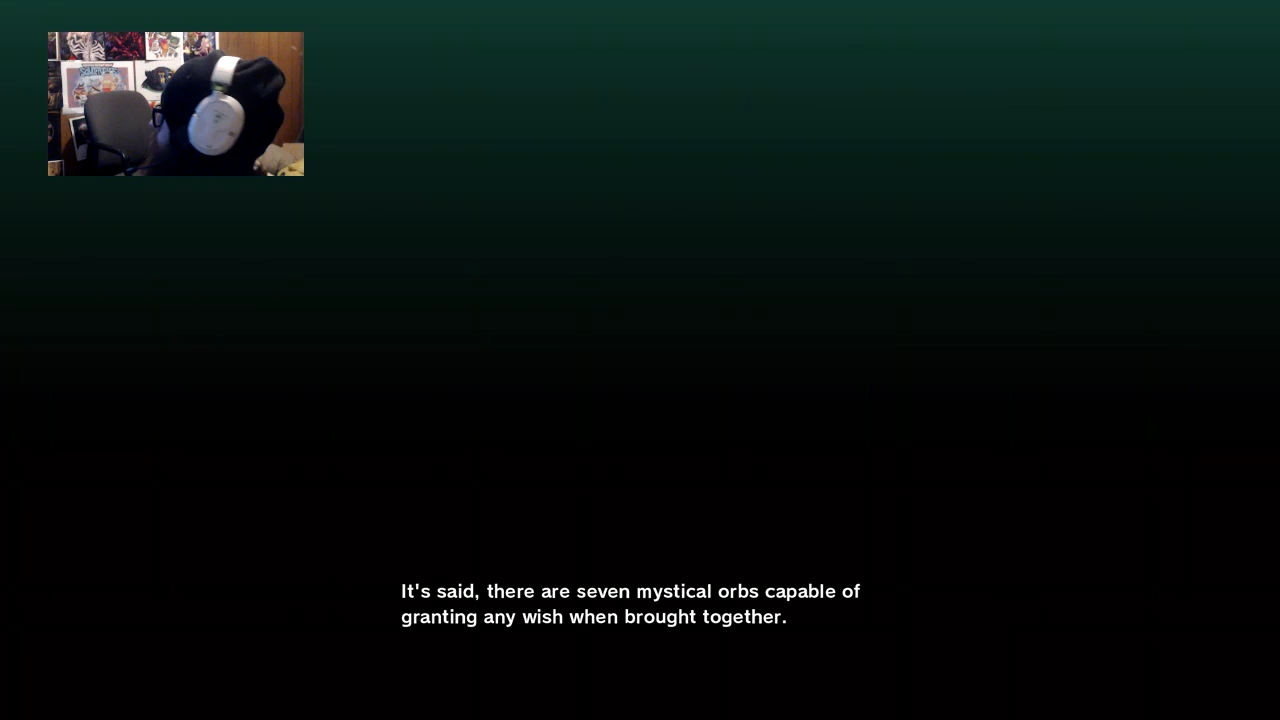 It's said, there are seven mystical orbs capable of
granting any wish when brought together.